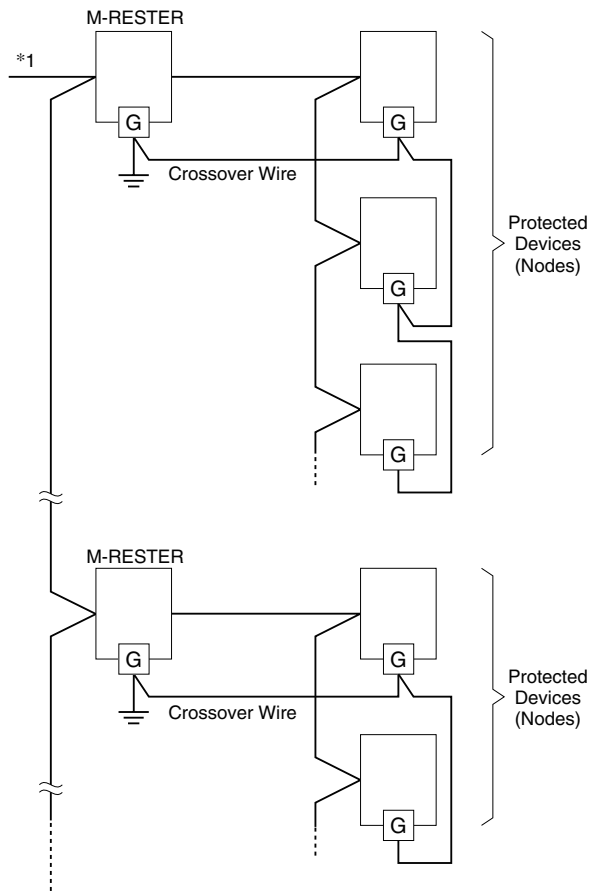 M-RESTER
*1
G
G
Crossover Wire
Protected
Devices
(Nodes)
G
G
M-RESTER
G
G
Crossover Wire
Protected
Devices
(Nodes)
G